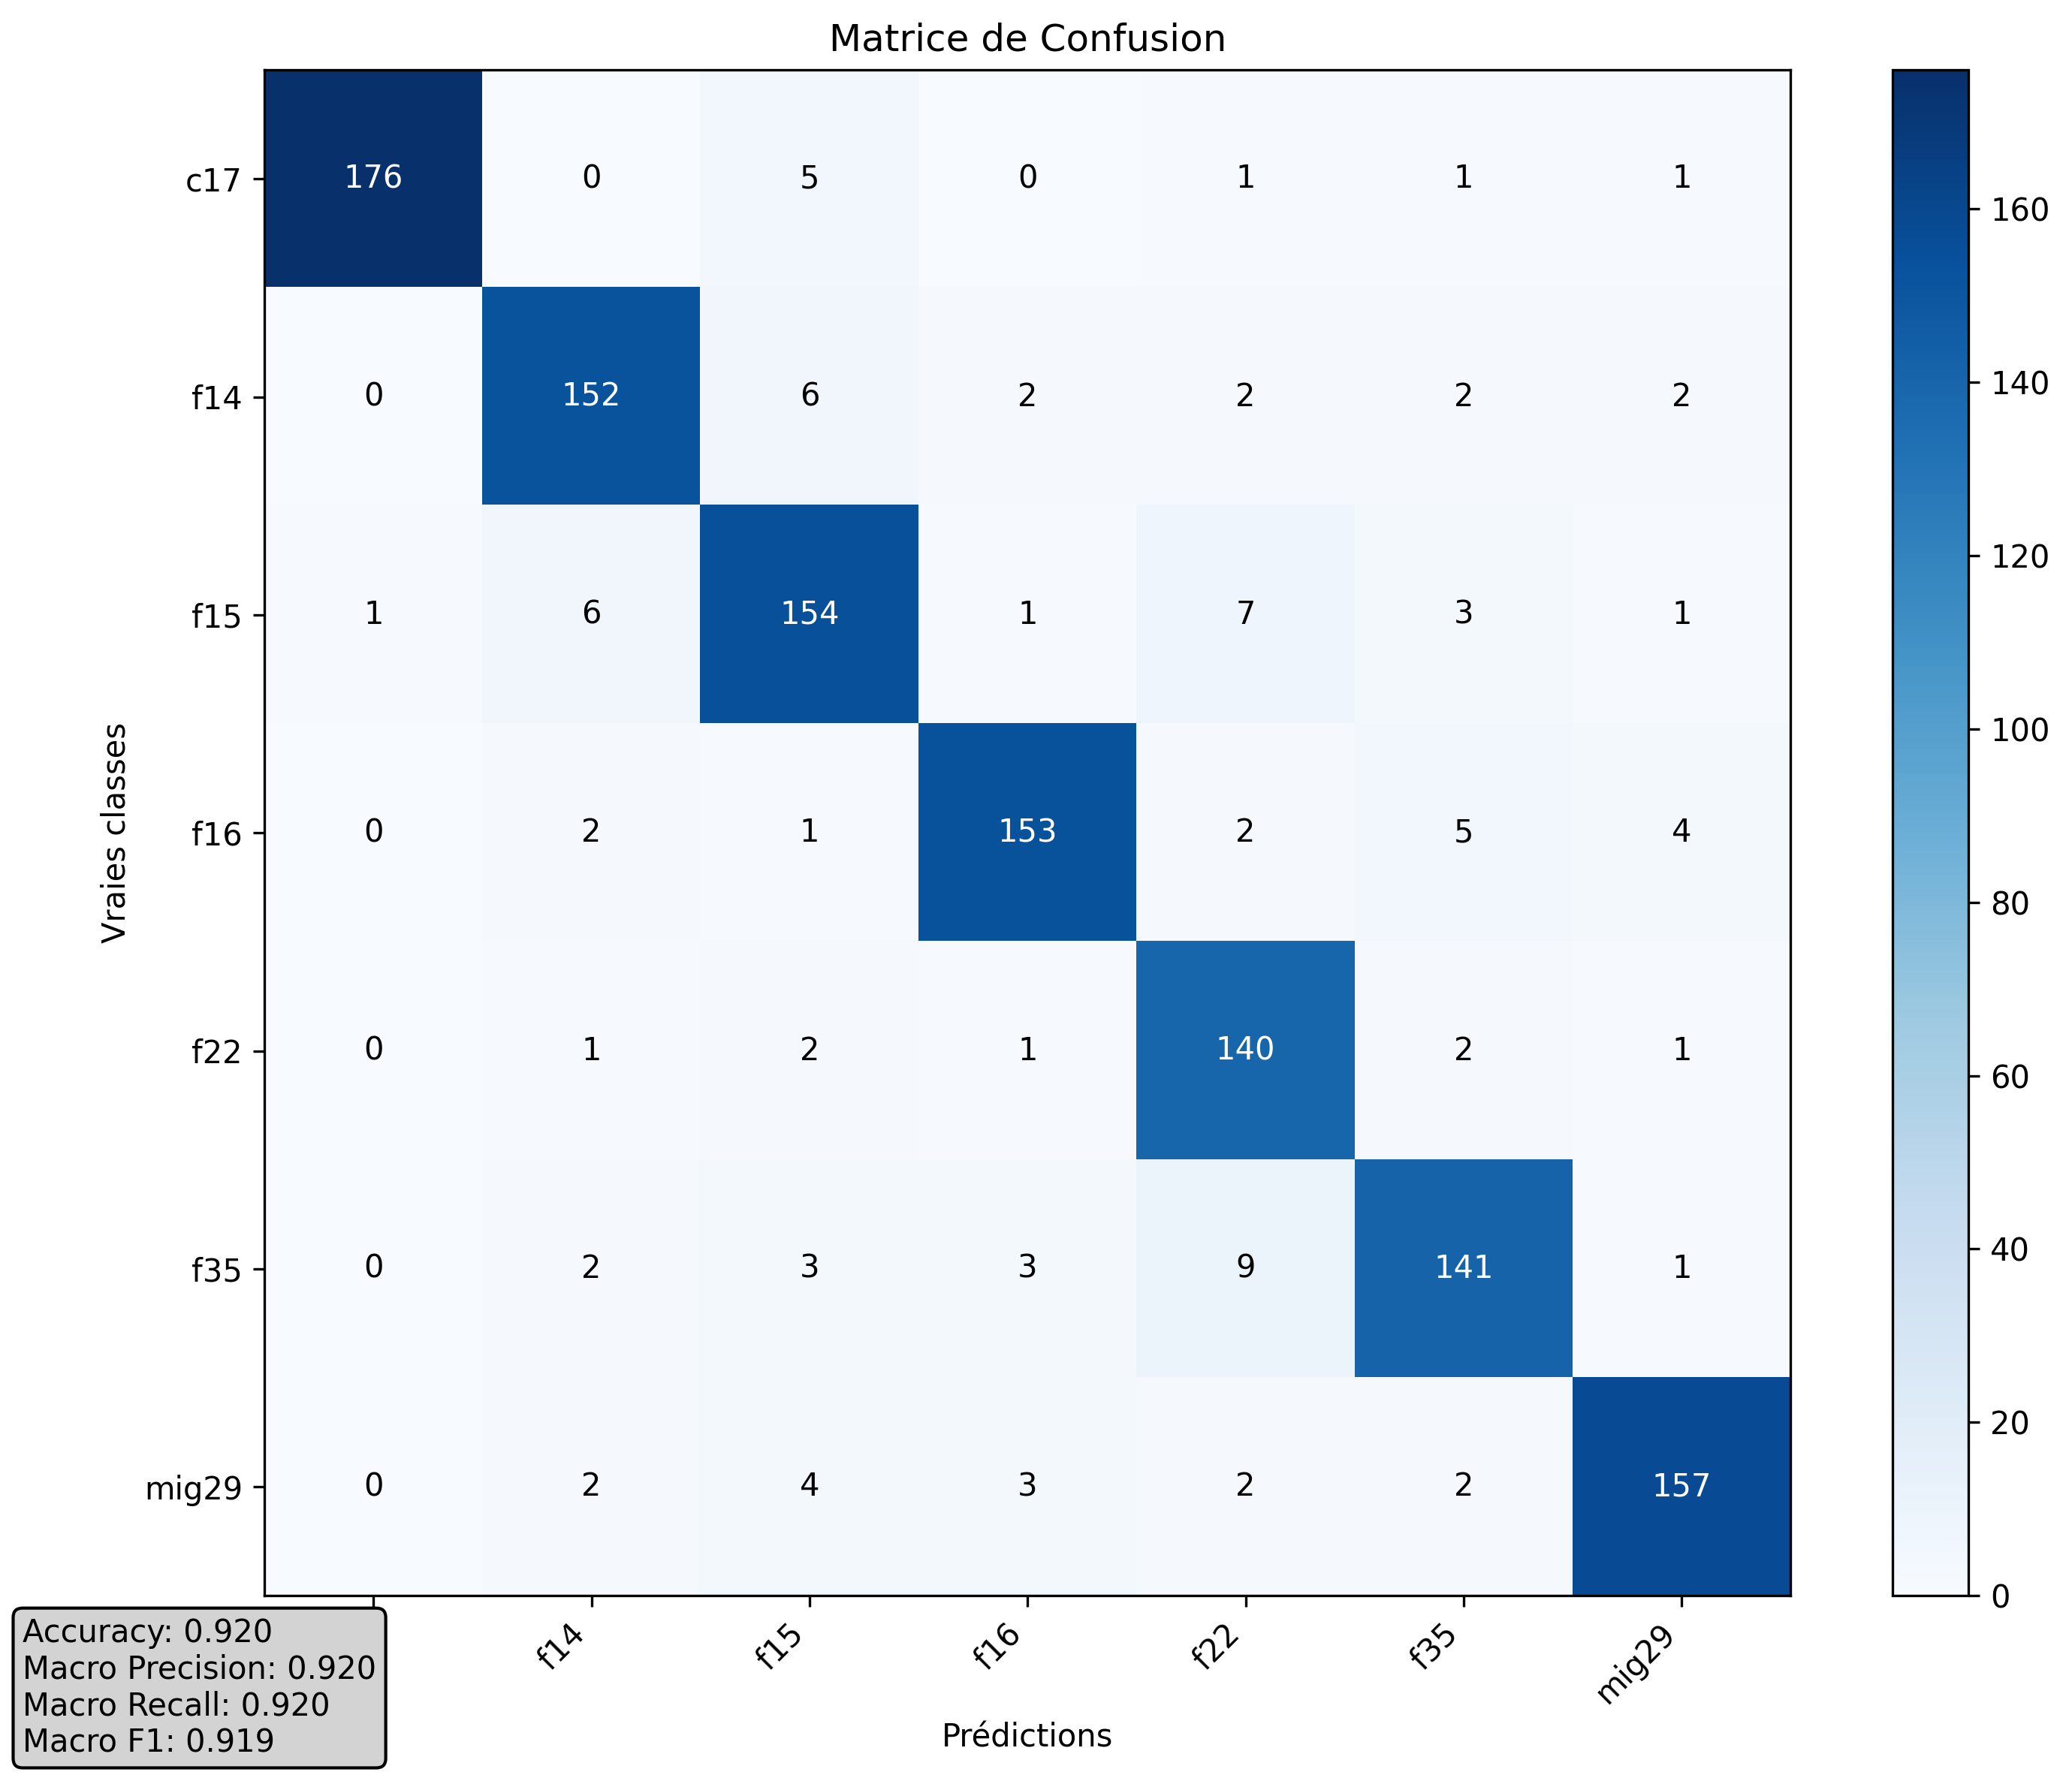 Matrice de Confusion
c17 176 0 5 0 1 1 1
f14 0 152 6 2 2 2 2
f15 1 6 154 1 7 3 1
f16 0 2 1 153 2 5 4
f22 0 1 2 1 140 2 1
f35 0 2 3 3 9 141 1
mig29 0 2 4 3 2 2 157
Vraies classes
f14 f15 f16 f22 f35 mig29
Prédictions
160
140
120
100
80
60
40
20
0
Accuracy: 0.920
Macro Precision: 0.920
Macro Recall: 0.920
Macro F1: 0.919